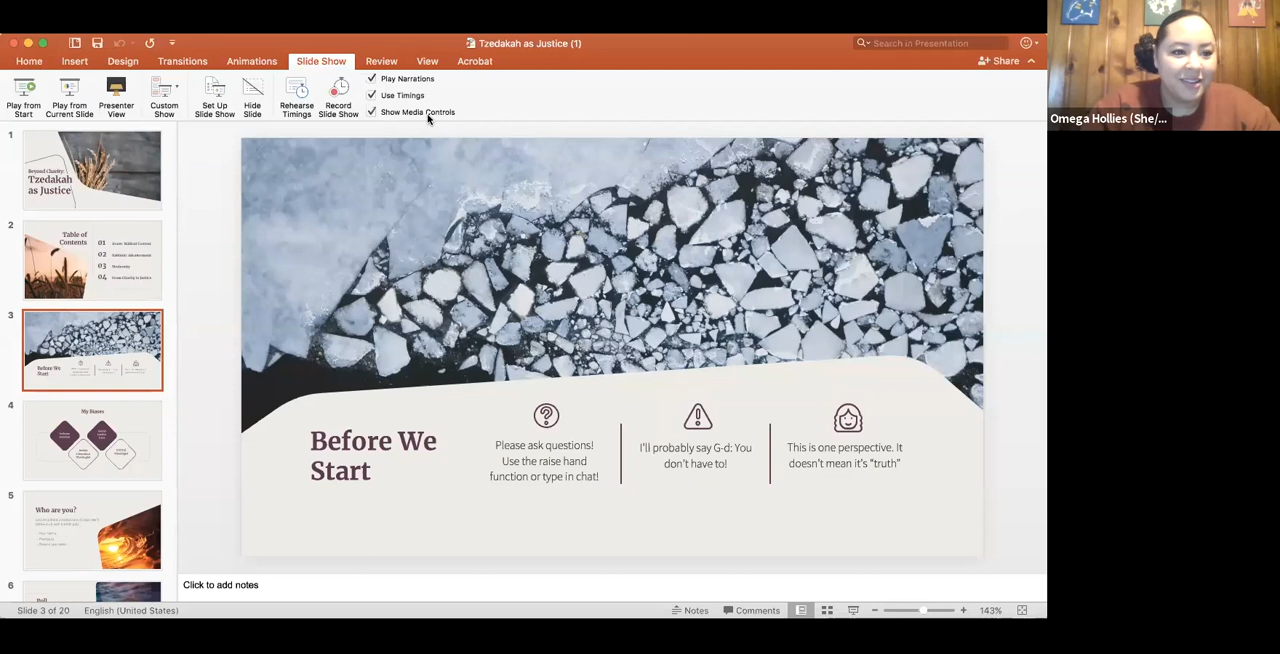 Tzedakah as Justice (1)
Search in Presentation
Home Insert Design Transitions Animations Slide Show Review View Acrobat
Share
Play from Start
Play from Current Slide
Presenter View
Custom Show
Set Up Slide Show
Hide Slide
Rehearse Timings
Record Slide Show
Play Narrations
Use Timings
Show Media Controls
Omega Hollies (She/...
1
Beyond Charity:
Tzedakah
as Justice
2
Table of
Contents
01
02
03
04
3
Before We
Start
4
My Biases
5
Who are you?
6
Poll
Before We
Start
Please ask questions!
Use the raise hand
function or type in chat!
I'll probably say G-d: You
don't have to!
This is one perspective. It
doesn't mean it's "truth"
Click to add notes
Slide 3 of 20 English (United States)
Notes Comments 143%